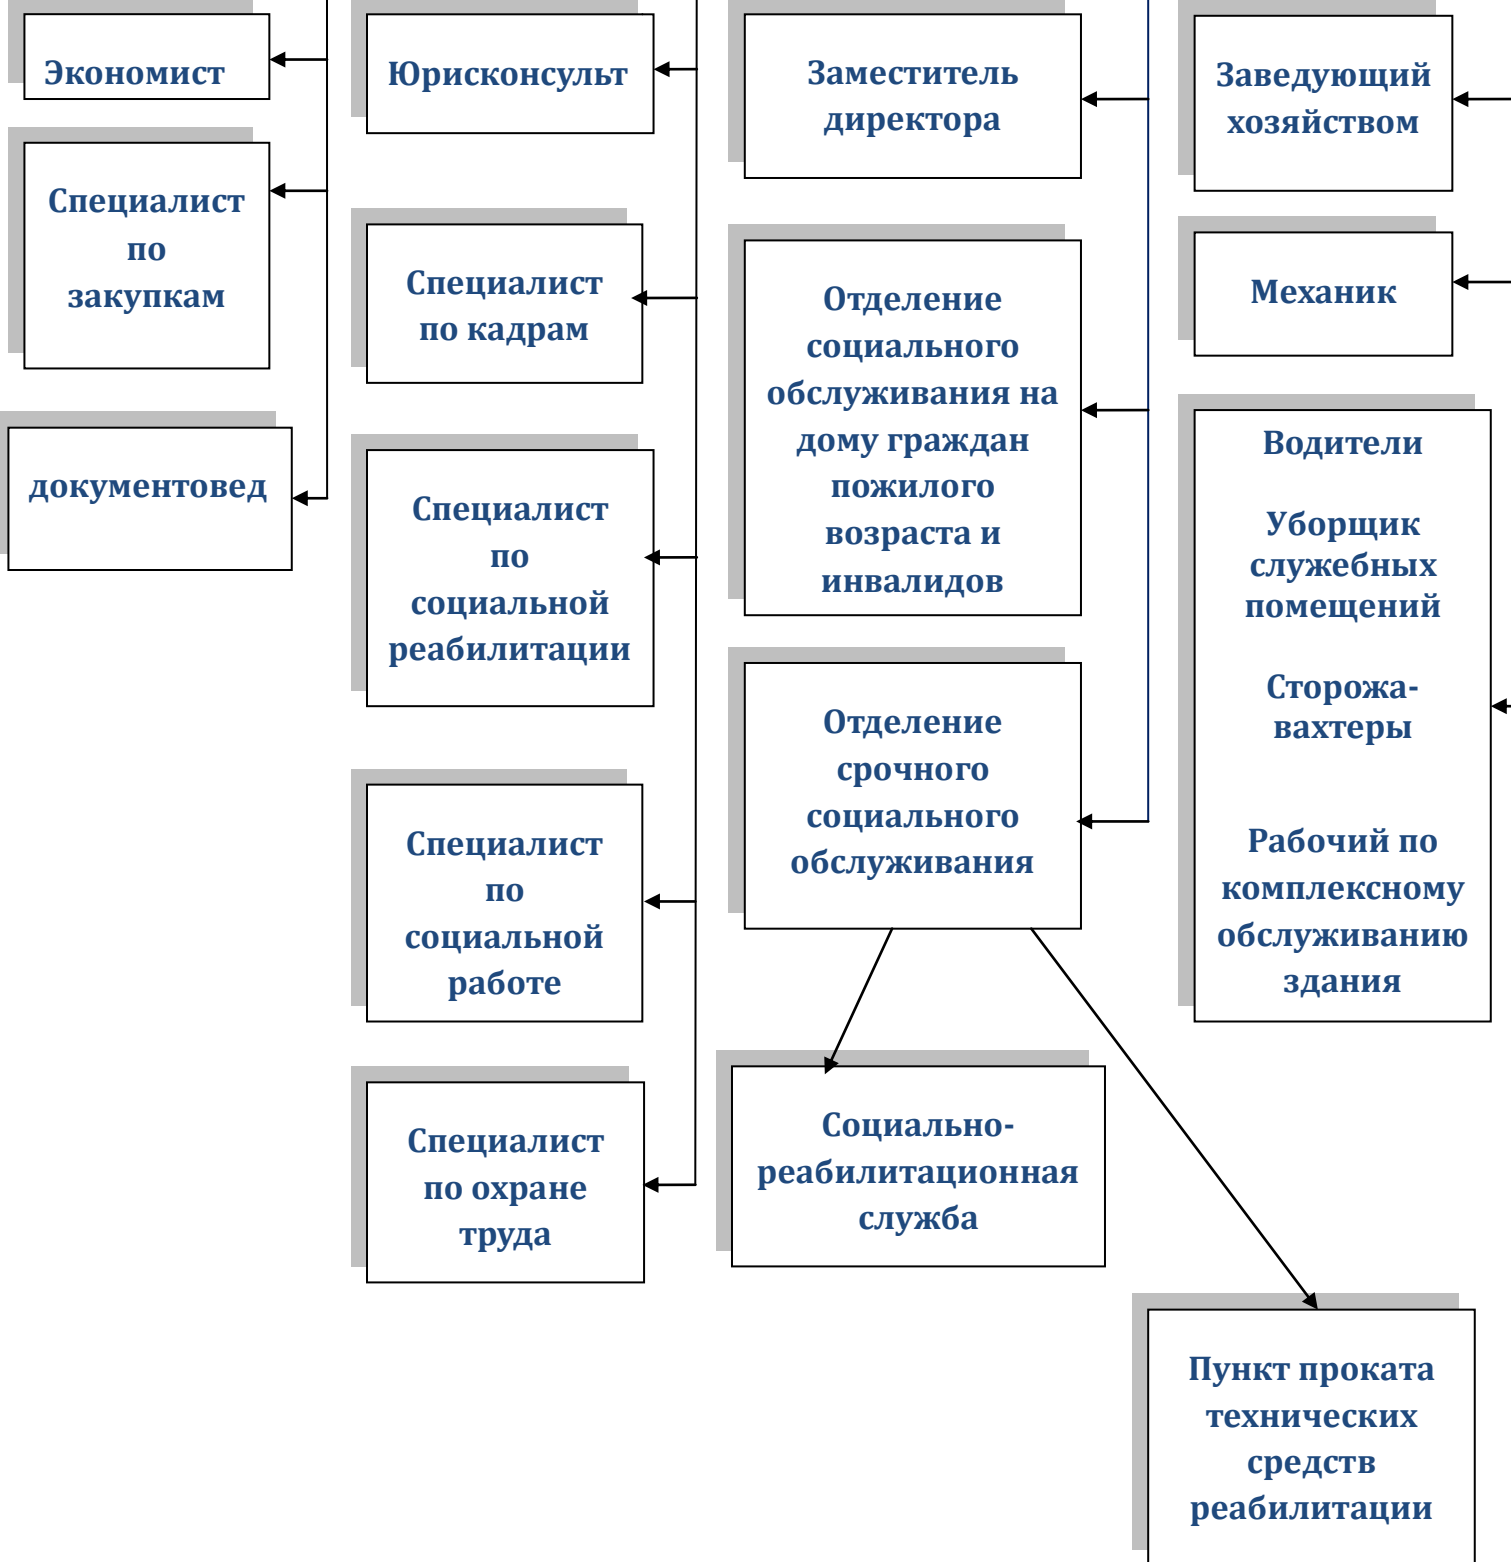 Экономист
Специалист
по
закупкам
документовед
Юрисконсульт
Специалист
по кадрам
Специалист
по
социальной
реабилитации
Специалист
по
социальной
работе
Специалист
по охране
труда
Заместитель
директора
Отделение
социального
обслуживания на
дому граждан
пожилого
возраста и
инвалидов
Отделение
срочного
социального
обслуживания
Социально-
реабилитационная
служба
Заведующий
хозяйством
Механик
Водители
Уборщик
служебных
помещений
Сторожа-
вахтеры
Рабочий по
комплексному
обслуживанию
здания
Пункт проката
технических
средств
реабилитации